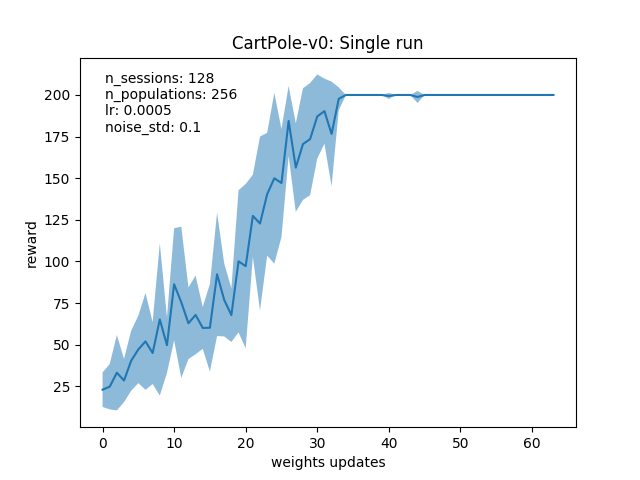 CartPole-v0: Single run
n_sessions: 128
n_populations: 256
lr: 0.0005
noise_std: 0.1
reward
200
175
150
125
100
75
50
25
0 10 20 30 40 50 60
weights updates